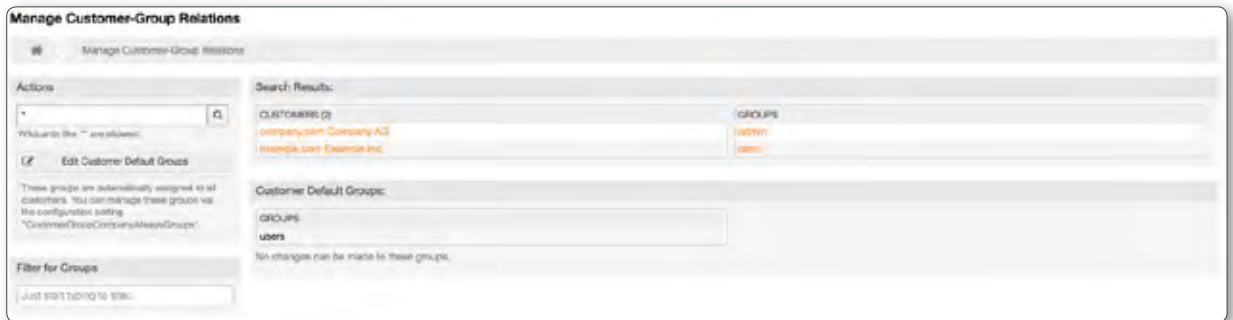 Manage Customer-Group Relations
Manage Customer-Group Relations
Actions
*
Wildcards like '*' are allowed.
Edit Customer Default Groups
These groups are automatically assigned to all
customers. You can manage these groups via
the configuration setting
"CustomerGroupCompanyAlwaysGroups".
Filter for Groups
Just start typing to filter...
Search Results:
CUSTOMERS (2)
company.com Company AG
example.com Example Inc.
GROUPS
admin
Customer Default Groups:
GROUPS
users
No changes can be made to these groups.